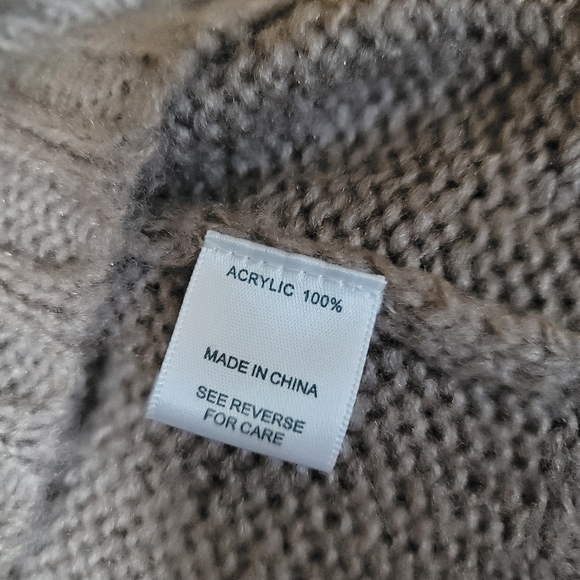 ACRYLIC 100%
MADE IN CHINA
SEE REVERSE
FOR CARE